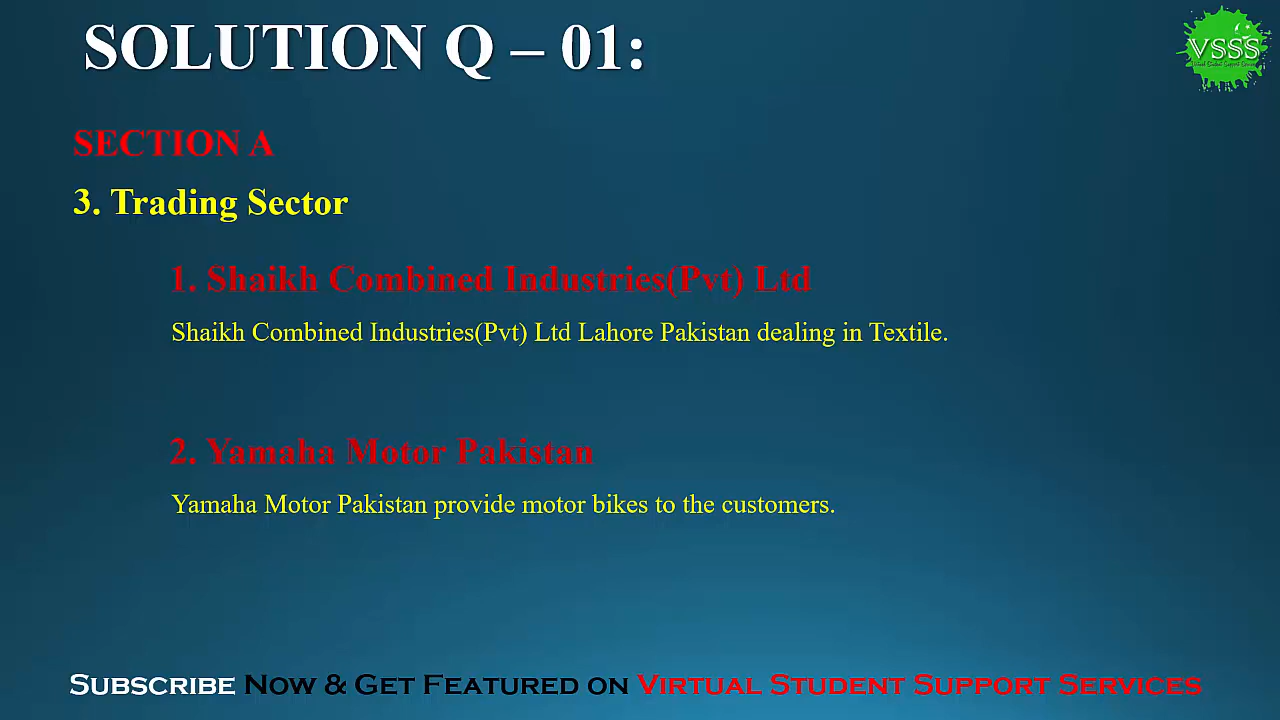 SOLUTION Q – 01:
VSSS
SECTION A
3. Trading Sector
1. Shaikh Combined Industries(Pvt) Ltd
Shaikh Combined Industries(Pvt) Ltd Lahore Pakistan dealing in Textile.
2. Yamaha Motor Pakistan
Yamaha Motor Pakistan provide motor bikes to the customers.
SUBSCRIBE NOW & GET FEATURED ON VIRTUAL STUDENT SUPPORT SERVICES